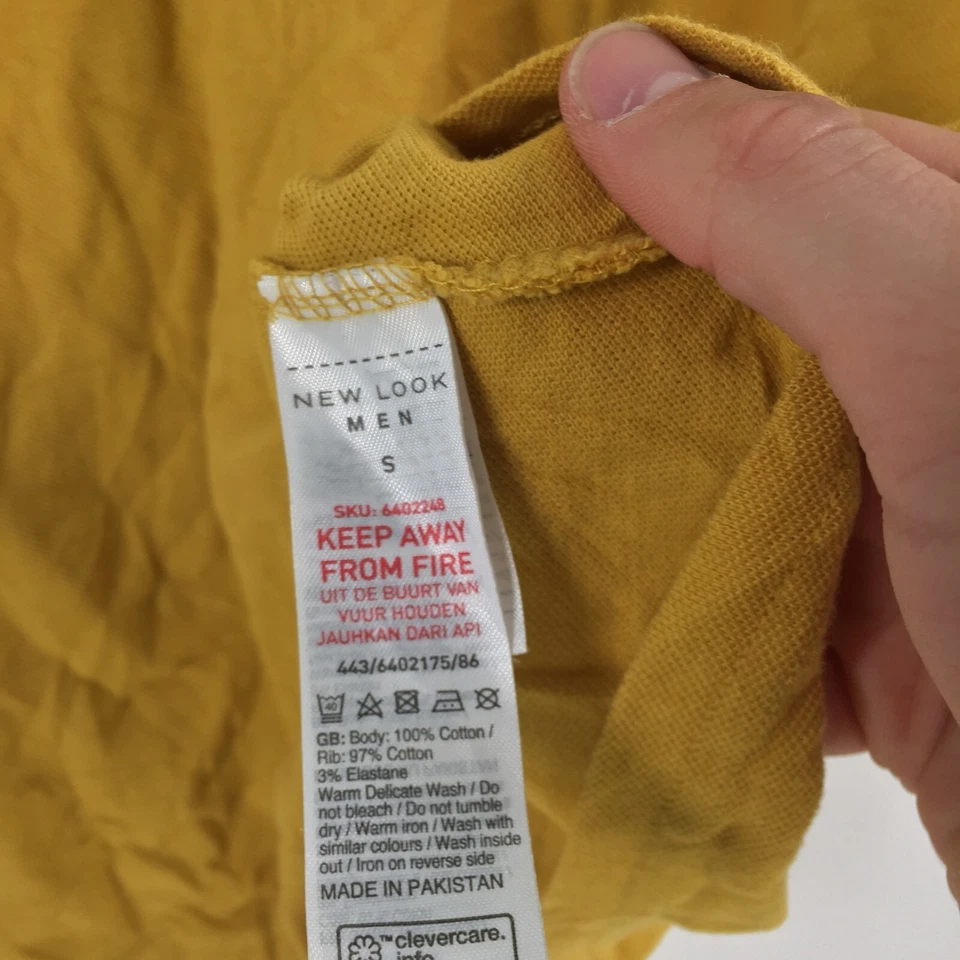 NEW LOOK
MEN
S
SKU: 6402248
KEEP AWAY
FROM FIRE
UIT DE BUURT VAN
VUUR HOUDEN
JAUHKAN DARI API
443/6402175/86
40
GB: Body: 100% Cotton /
Rib: 97% Cotton
3% Elastane
Warm Delicate Wash / Do
not bleach / Do not tumble
dry / Warm iron / Wash with
similar colours / Wash inside
out / Iron on reverse side
MADE IN PAKISTAN
™clevercare.
info